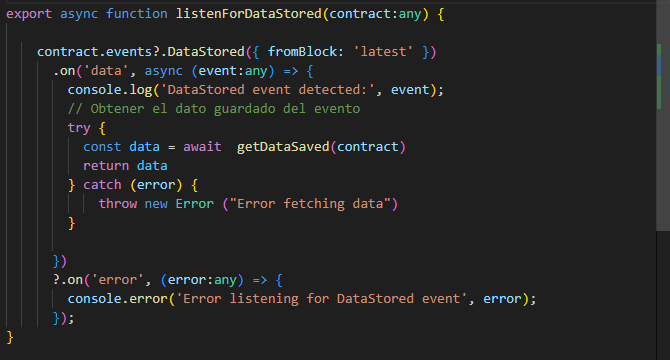 export async function listenForDataStored(contract:any) {
contract.events?.DataStored({ fromBlock: 'latest' })
.on('data', async (event:any) => {
console.log('DataStored event detected:', event);
// Obtener el dato guardado del evento
try {
const data = await  getDataSaved(contract)
return data
} catch (error) {
throw new Error ("Error fetching data")
}
})
?.on('error', (error:any) => {
console.error('Error listening for DataStored event', error);
});
}